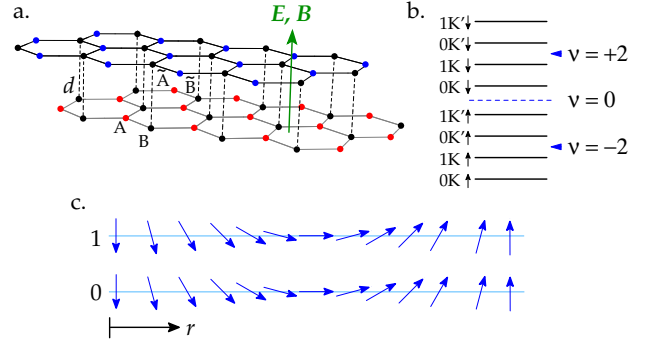 a.
E, B
d
Ã
B̃
A
B
b.
1K′↓
0K′↓
ν = +2
1K ↓
0K ↓
ν = 0
1K′↑
0K′↑
ν = −2
1K ↑
0K ↑
c.
1
0
r